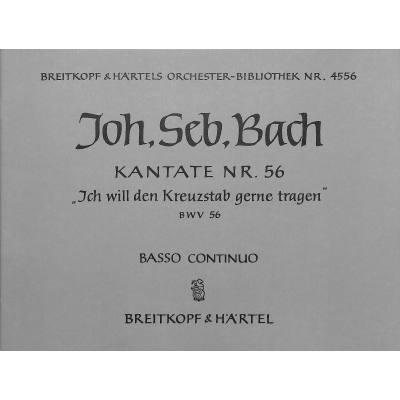 BREITKOPF & HÄRTELS ORCHESTER-BIBLIOTHEK NR. 4556
Joh. Seb. Bach
KANTATE NR. 56
„Ich will den Kreuzstab gerne tragen"
BWV 56
BASSO CONTINUO
BREITKOPF & HÄRTEL